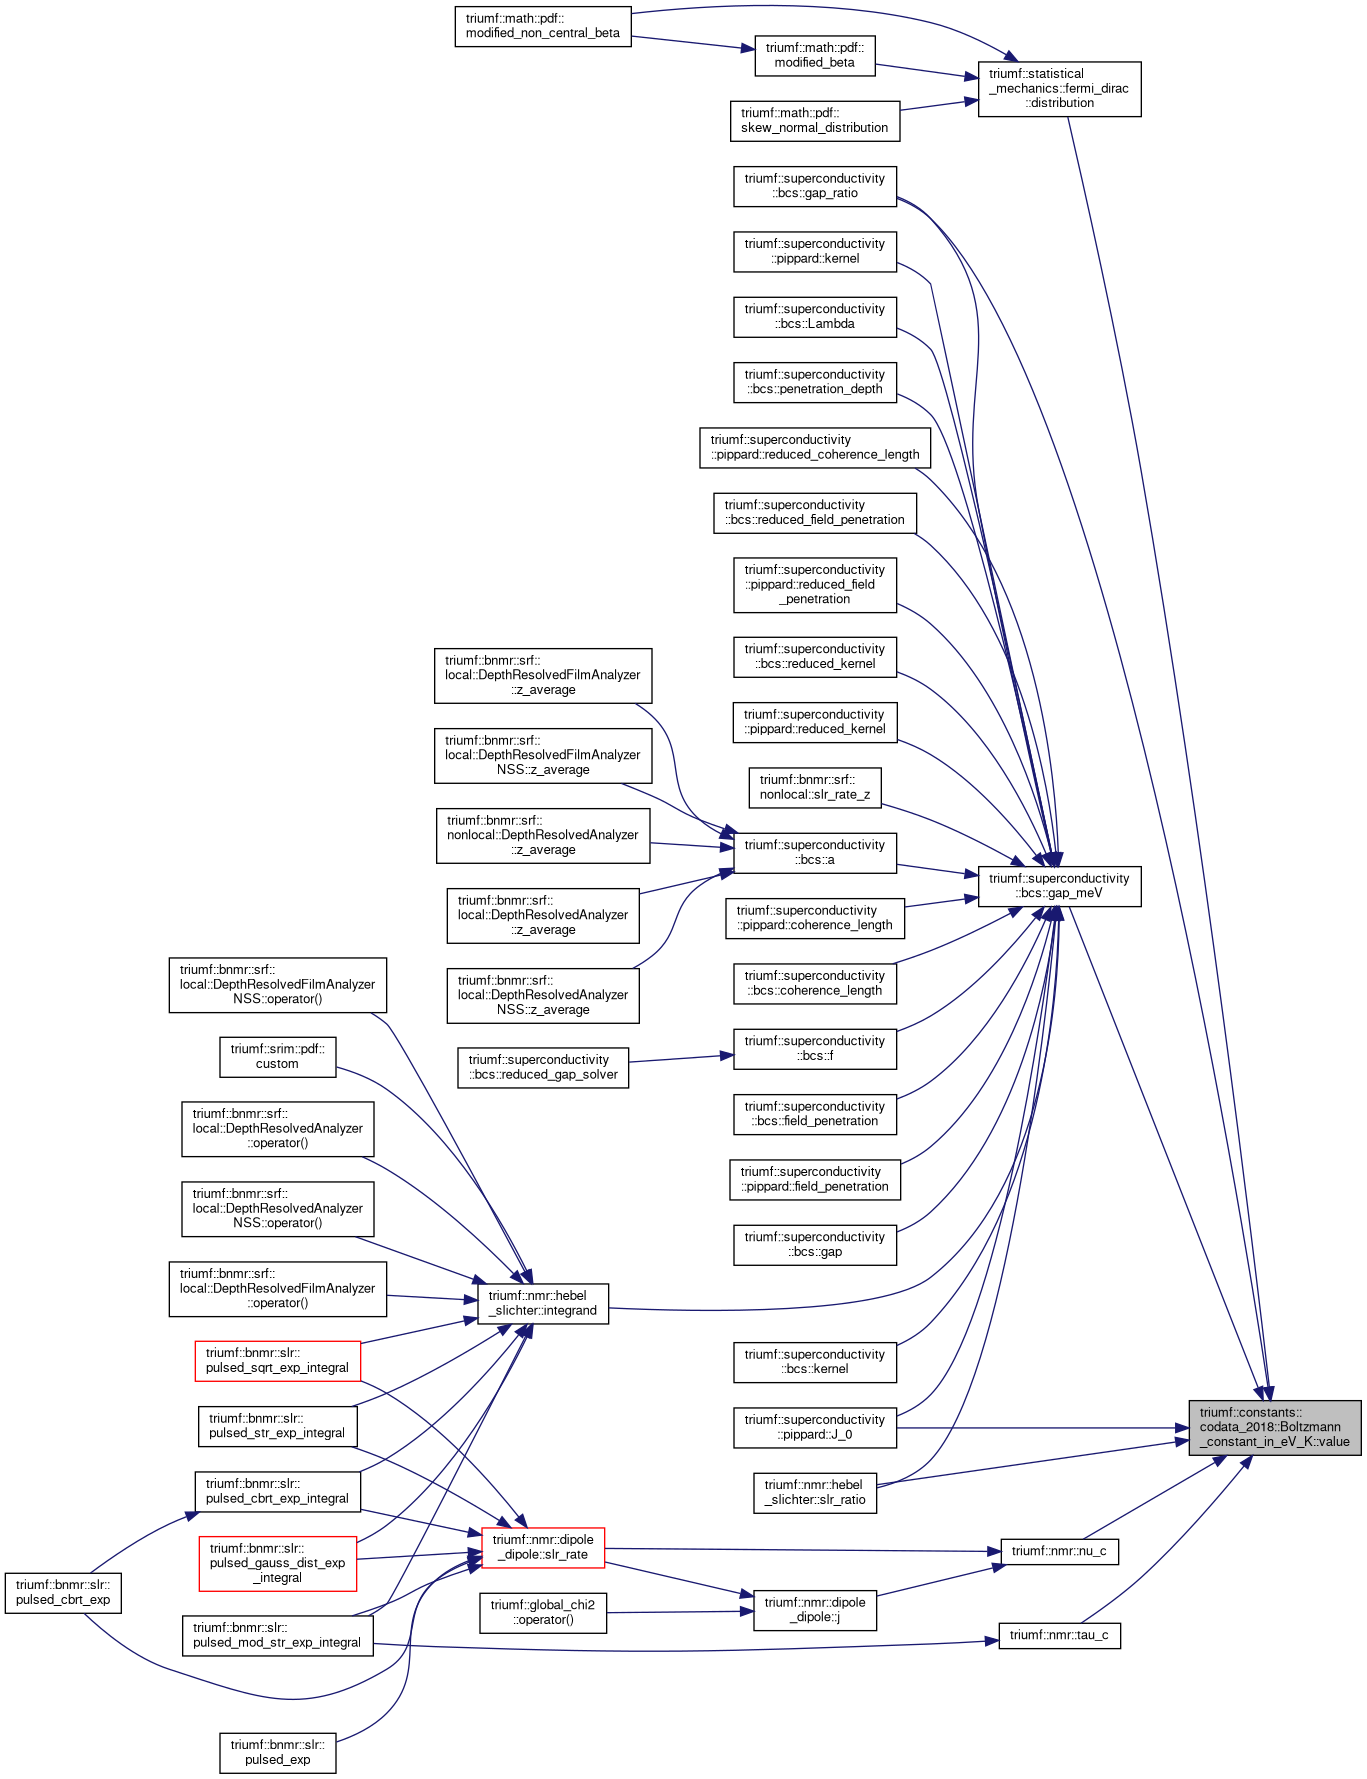 triumf::math::pdf::
modified_non_central_beta
triumf::math::pdf::
modified_beta
triumf::statistical
_mechanics::fermi_dirac
::distribution
triumf::math::pdf::
skew_normal_distribution
triumf::superconductivity
::bcs::gap_ratio
triumf::superconductivity
::pippard::kernel
triumf::superconductivity
::bcs::Lambda
triumf::superconductivity
::bcs::penetration_depth
triumf::superconductivity
::pippard::reduced_coherence_length
triumf::superconductivity
::bcs::reduced_field_penetration
triumf::superconductivity
::pippard::reduced_field
_penetration
triumf::superconductivity
::bcs::reduced_kernel
triumf::superconductivity
::pippard::reduced_kernel
triumf::bnmr::srf::
nonlocal::slr_rate_z
triumf::superconductivity
::bcs::a
triumf::superconductivity
::pippard::coherence_length
triumf::superconductivity
::bcs::coherence_length
triumf::superconductivity
::bcs::f
triumf::superconductivity
::bcs::field_penetration
triumf::superconductivity
::pippard::field_penetration
triumf::superconductivity
::bcs::gap
triumf::superconductivity
::bcs::kernel
triumf::superconductivity
::pippard::J_0
triumf::nmr::hebel
_slichter::slr_ratio
triumf::superconductivity
::bcs::gap_meV
triumf::constants::
codata_2018::Boltzmann
_constant_in_eV_K::value
triumf::nmr::nu_c
triumf::nmr::tau_c
triumf::nmr::dipole
_dipole::j
triumf::bnmr::srf::
local::DepthResolvedFilmAnalyzer
::z_average
triumf::bnmr::srf::
local::DepthResolvedFilmAnalyzer
NSS::z_average
triumf::bnmr::srf::
nonlocal::DepthResolvedAnalyzer
::z_average
triumf::bnmr::srf::
local::DepthResolvedAnalyzer
::z_average
triumf::bnmr::srf::
local::DepthResolvedAnalyzer
NSS::z_average
triumf::superconductivity
::bcs::reduced_gap_solver
triumf::nmr::hebel
_slichter::integrand
triumf::nmr::dipole
_dipole::slr_rate
triumf::global_chi2
::operator()
triumf::bnmr::srf::
local::DepthResolvedFilmAnalyzer
NSS::operator()
triumf::srim::pdf::
custom
triumf::bnmr::srf::
local::DepthResolvedAnalyzer
::operator()
triumf::bnmr::srf::
local::DepthResolvedAnalyzer
NSS::operator()
triumf::bnmr::srf::
local::DepthResolvedFilmAnalyzer
::operator()
triumf::bnmr::slr::
pulsed_sqrt_exp_integral
triumf::bnmr::slr::
pulsed_str_exp_integral
triumf::bnmr::slr::
pulsed_cbrt_exp_integral
triumf::bnmr::slr::
pulsed_gauss_dist_exp
_integral
triumf::bnmr::slr::
pulsed_cbrt_exp
triumf::bnmr::slr::
pulsed_mod_str_exp_integral
triumf::bnmr::slr::
pulsed_exp